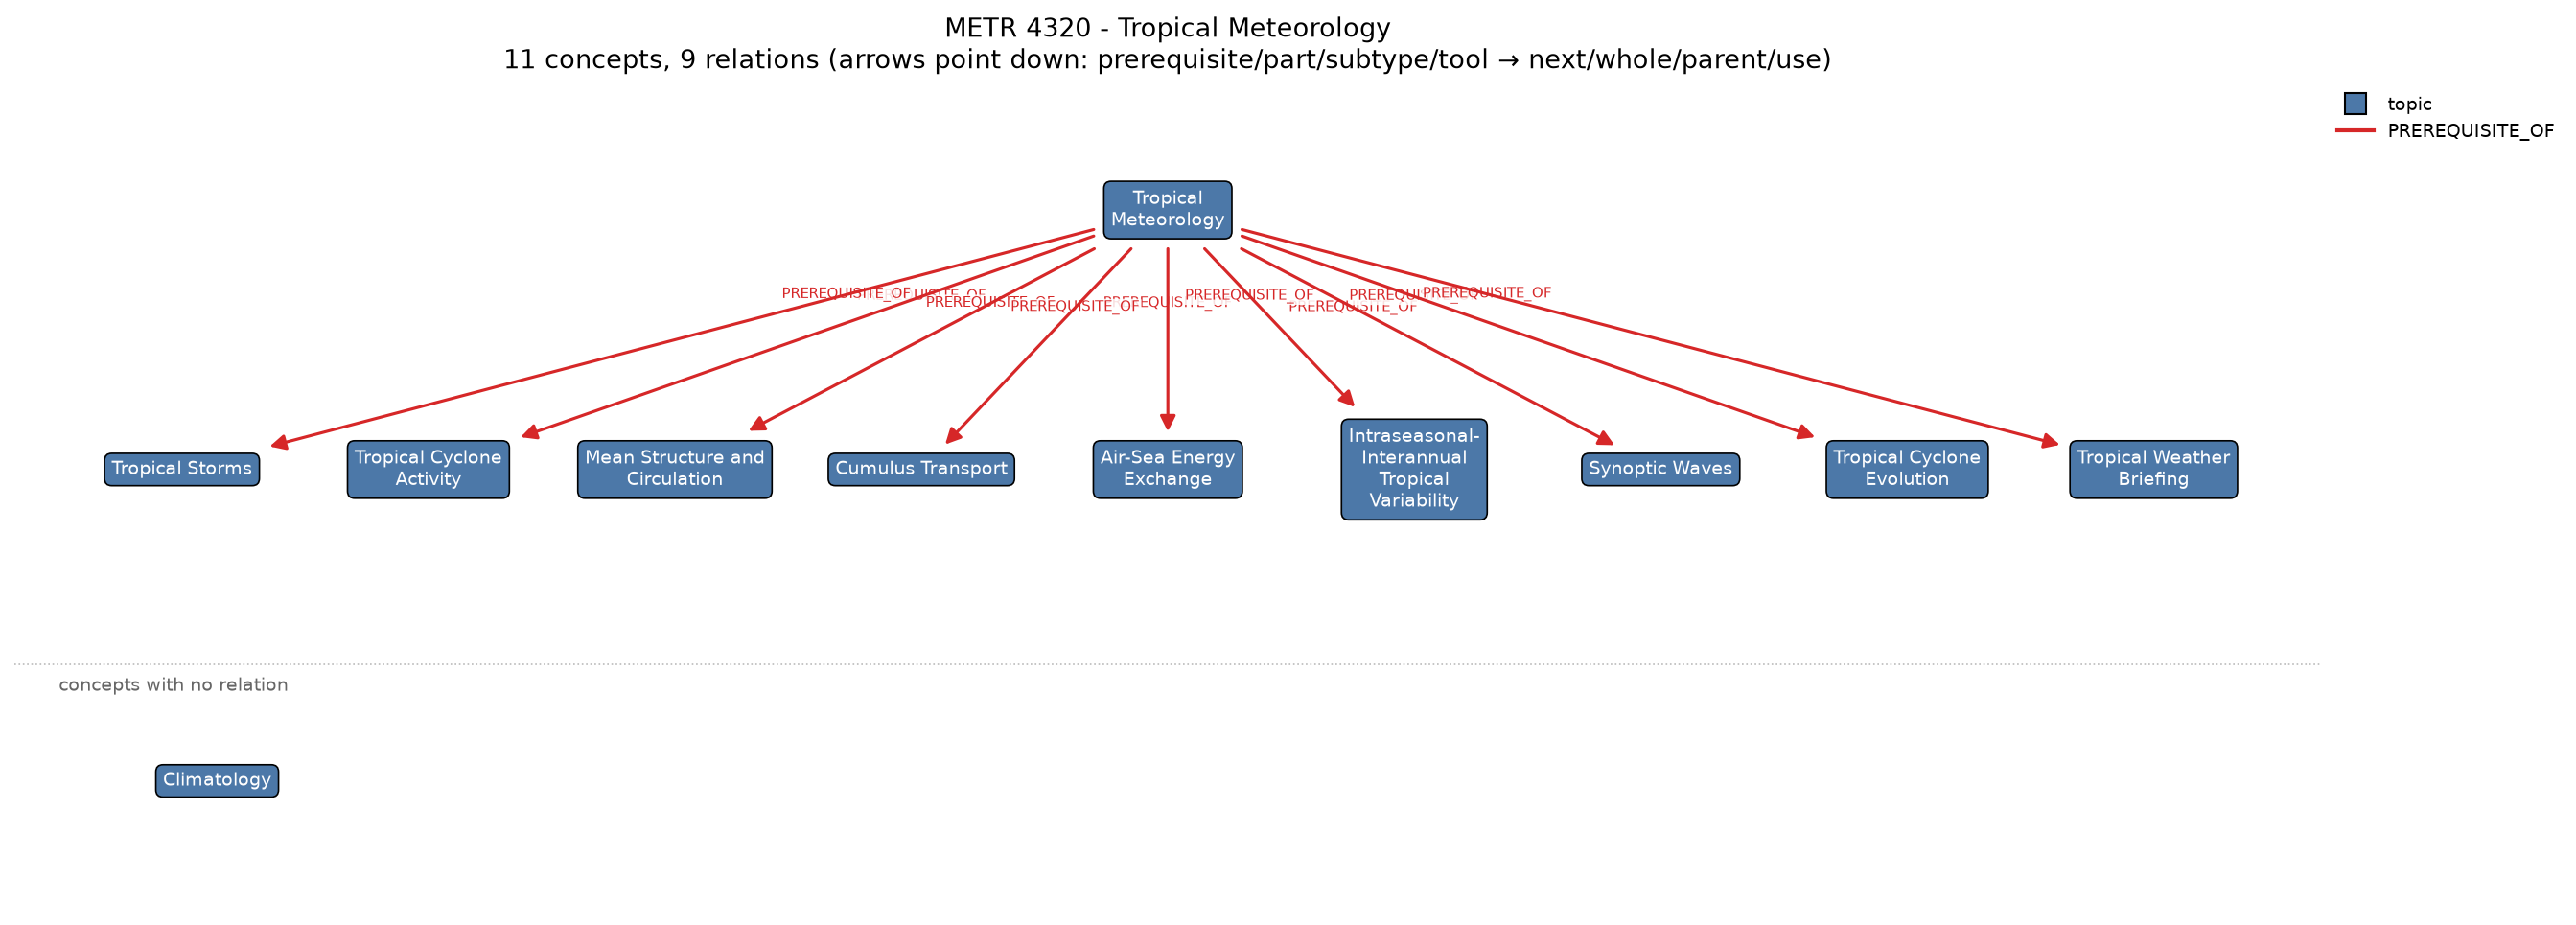 METR 4320 - Tropical Meteorology
11 concepts, 9 relations (arrows point down: prerequisite/part/subtype/tool → next/whole/parent/use)
topic
PREREQUISITE_OF
Tropical
Meteorology
PREREQUISITE_OF
PREREQUISITE_OF
PREREQUISITE_OF
PREREQUISITE_OF
PREREQUISITE_OF
PREREQUISITE_OF
PREREQUISITE_OF
Tropical Storms
Tropical Cyclone
Activity
Mean Structure and
Circulation
Cumulus Transport
Air-Sea Energy
Exchange
Intraseasonal-
Interannual
Tropical
Variability
Synoptic Waves
Tropical Cyclone
Evolution
Tropical Weather
Briefing
concepts with no relation
Climatology